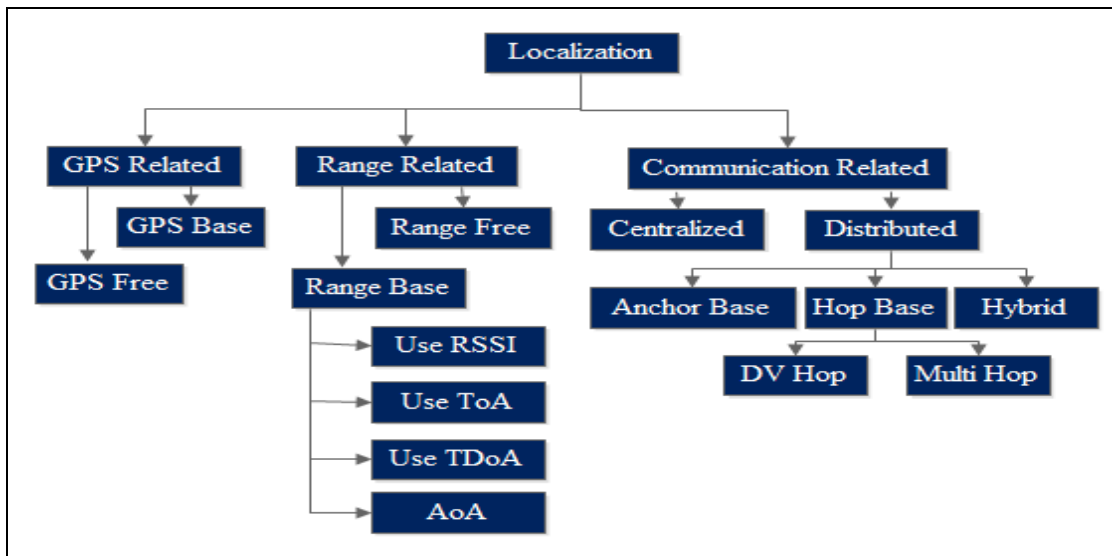 Localization
GPS Related
Range Related
Communication Related
GPS Base
Range Free
Centralized
Distributed
GPS Free
Range Base
Anchor Base
Hop Base
Hybrid
Use RSSI
DV Hop
Multi Hop
Use ToA
Use TDoA
AoA